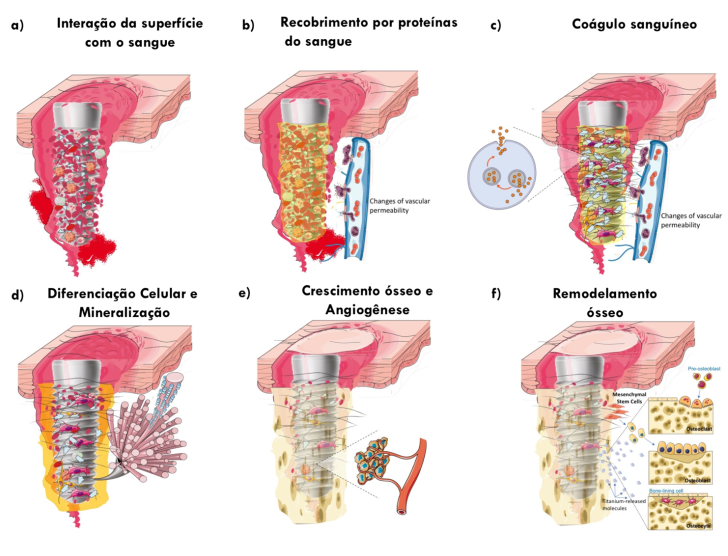 a)
Interação da superfície
com o sangue
b)
Recobrimento por proteínas
do sangue
c)
Coágulo sanguíneo
Changes of vascular
permeability
Changes of vascular
permeability
d)
Diferenciação Celular e
Mineralização
e)
Crescimento ósseo e
Angiogênese
f)
Remodelamento
ósseo
Pre-osteoblast
Mesenchymal
Stem Cells
Osteoclast
Osteoblast
Titanium-released
molecules
Bone-lining cell
Osteocyte